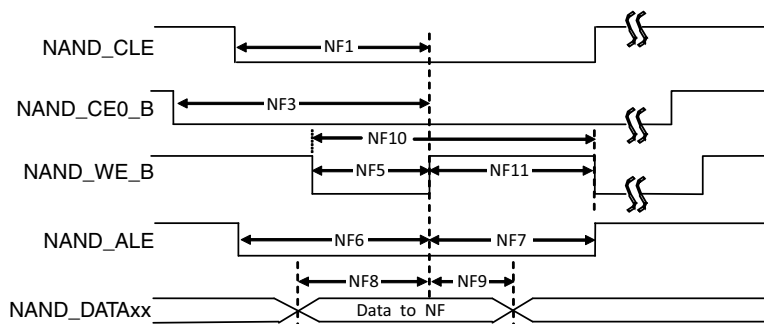 NAND_CLE
NF1
NAND_CE0_B
NF3
NF10
NAND_WE_B
NF5
NF11
NAND_ALE
NF6
NF7
NF8
NF9
NAND_DATAxx
Data to NF